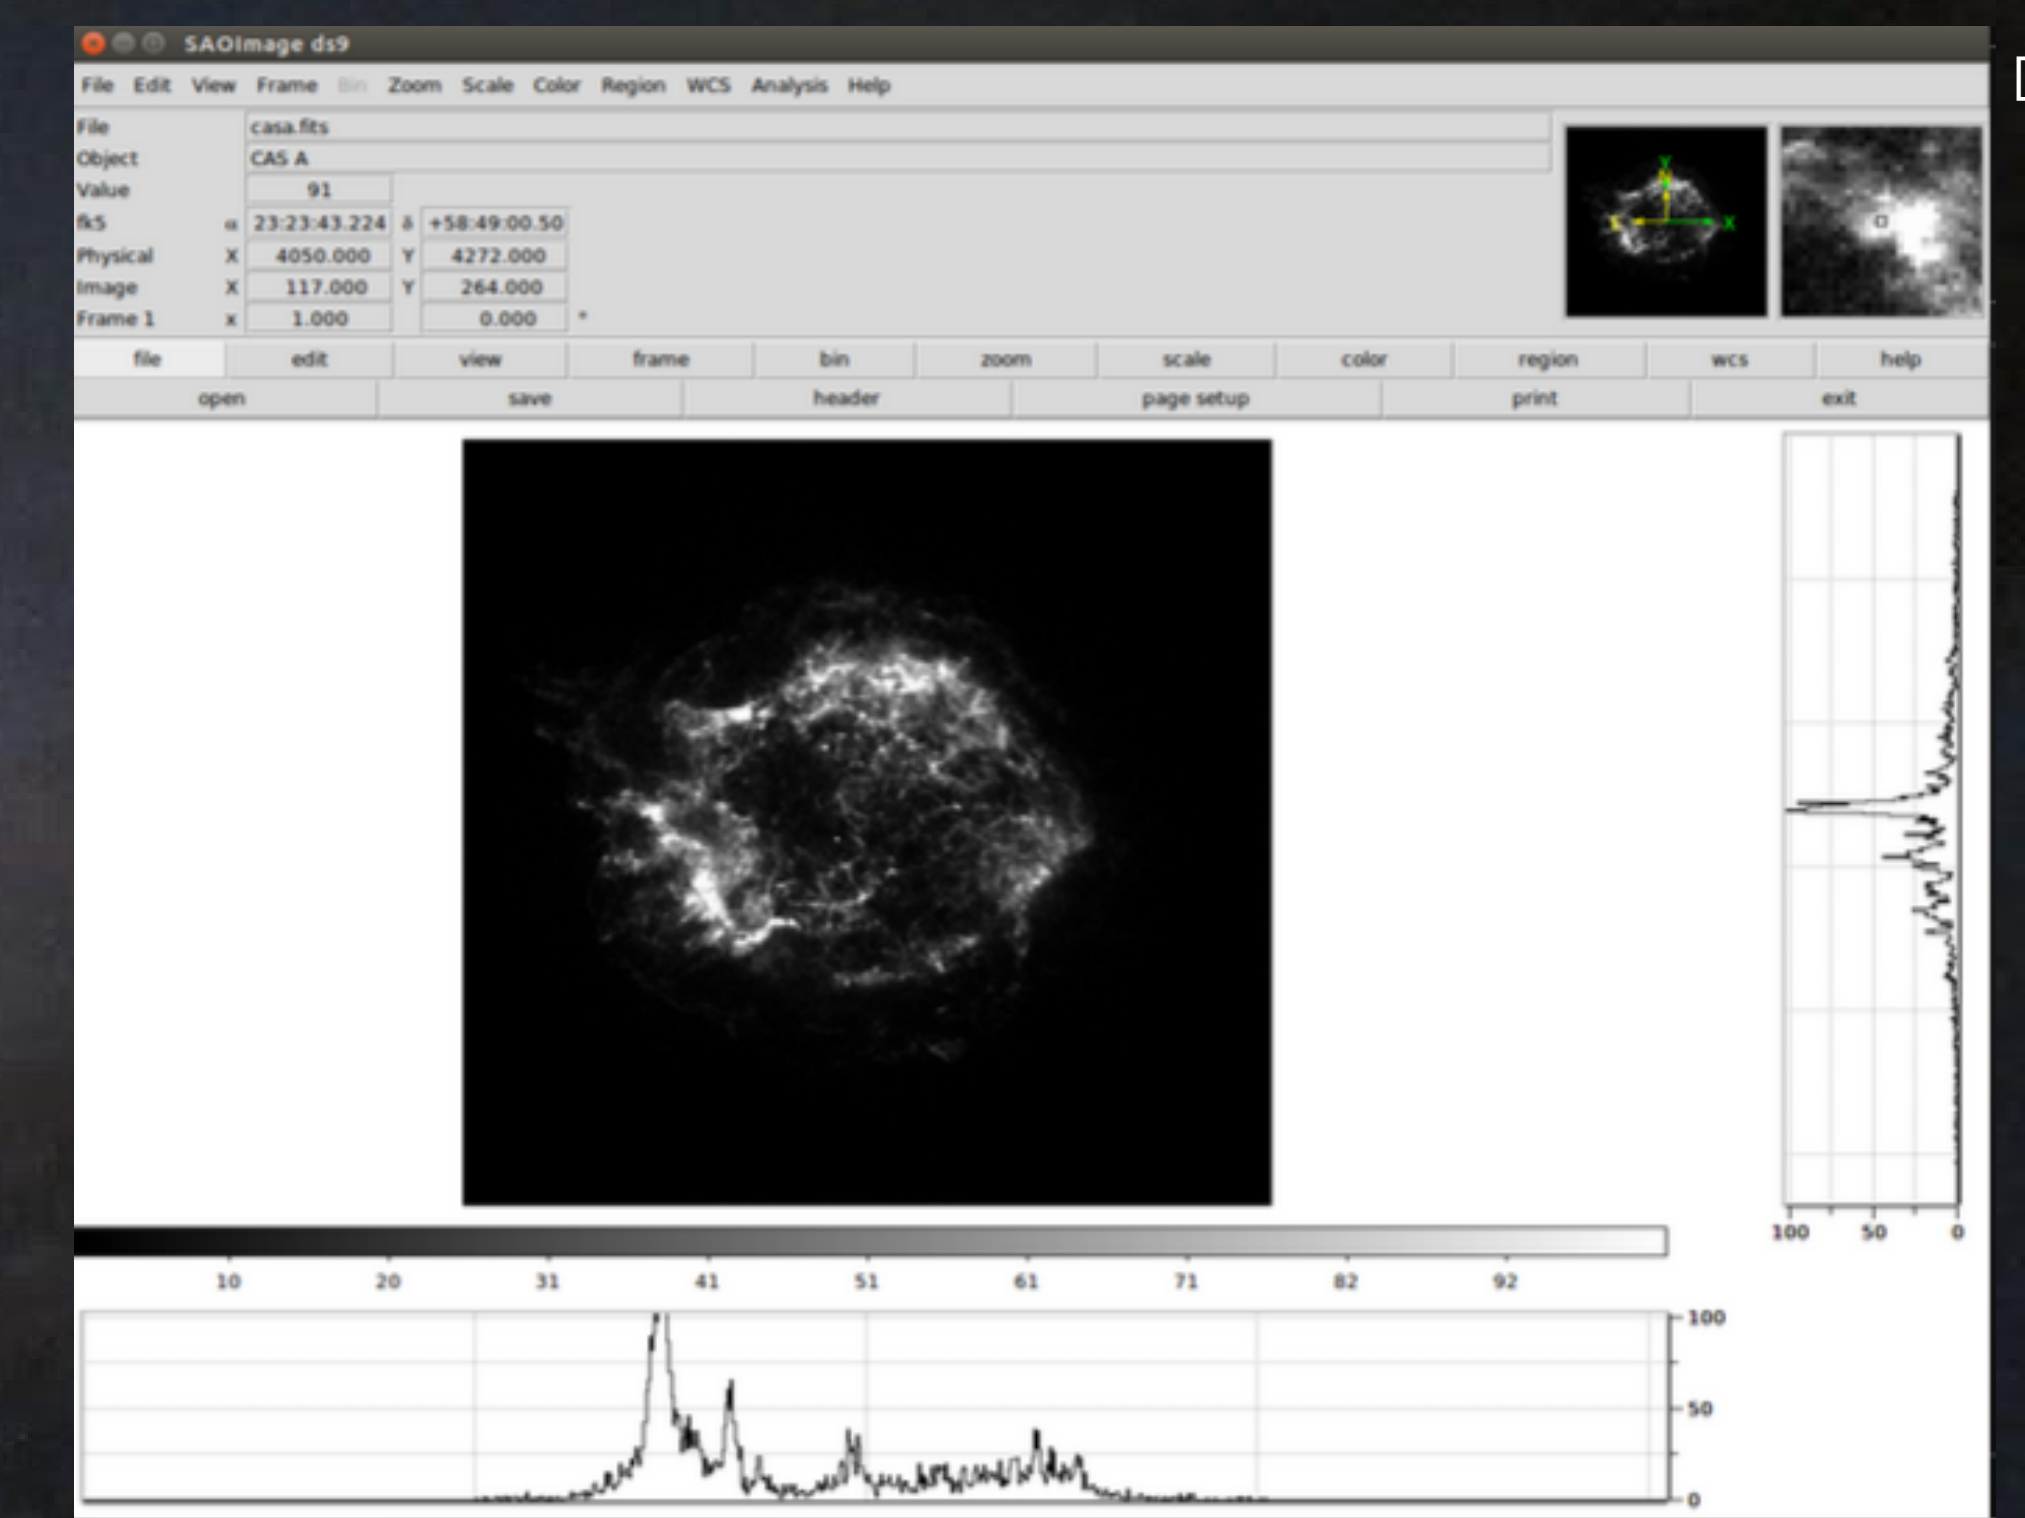 SAOImage ds9
File Edit View Frame Bin Zoom Scale Color Region WCS Analysis Help
File casa.fits
Object CAS A
Value 91
fk5 α 23:23:43.224 δ +58:49:00.50
Physical X 4050.000 Y 4272.000
Image X 117.000 Y 264.000
Frame 1 x 1.000 0.000 °
Y
N
E X
file edit view frame bin zoom scale color region wcs help
open save header page setup print exit
100 50 0
10 20 31 41 51 61 71 82 92
100
50
0